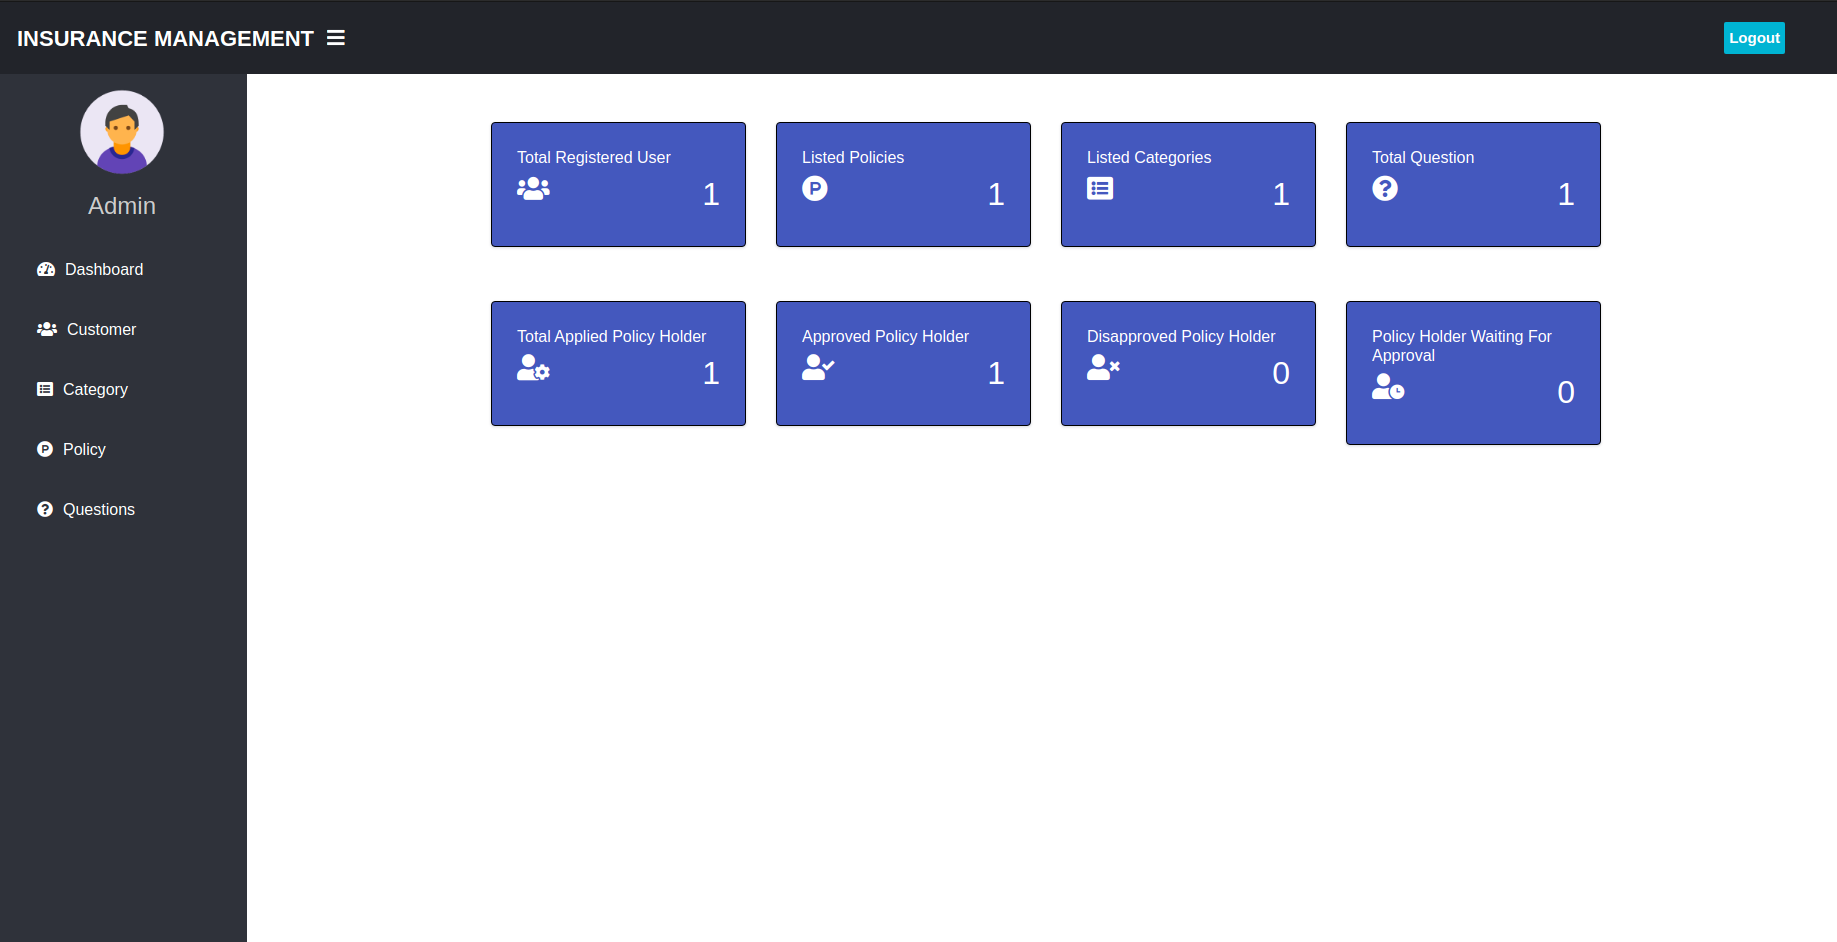 INSURANCE MANAGEMENT
Logout
Admin
Dashboard
Customer
Category
Policy
Questions
Total Registered User
1
Listed Policies
1
Listed Categories
1
Total Question
1
Total Applied Policy Holder
1
Approved Policy Holder
1
Disapproved Policy Holder
0
Policy Holder Waiting For
Approval
0